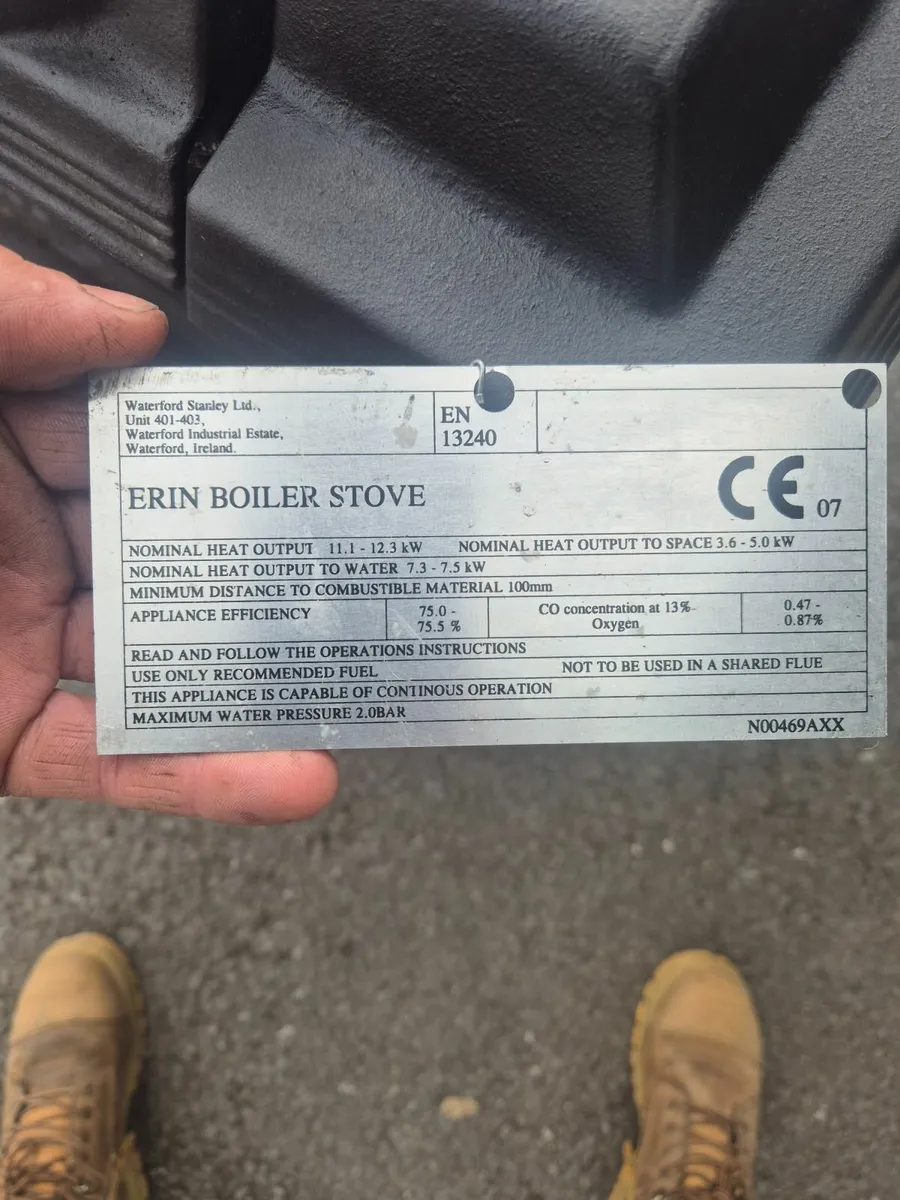 Waterford Stanley Ltd.,
Unit 401-403,
Waterford Industrial Estate,
Waterford, Ireland.
EN
13240
ERIN BOILER STOVE
CE 07
NOMINAL HEAT OUTPUT 11.1 - 12.3 kW NOMINAL HEAT OUTPUT TO SPACE 3.6 - 5.0 kW
NOMINAL HEAT OUTPUT TO WATER 7.3 - 7.5 kW
MINIMUM DISTANCE TO COMBUSTIBLE MATERIAL 100mm
APPLIANCE EFFICIENCY
75.0 -
75.5 %
CO concentration at 13%
Oxygen
0.47 -
0.87%
READ AND FOLLOW THE OPERATIONS INSTRUCTIONS
USE ONLY RECOMMENDED FUEL NOT TO BE USED IN A SHARED FLUE
THIS APPLIANCE IS CAPABLE OF CONTINOUS OPERATION
MAXIMUM WATER PRESSURE 2.0BAR
N00469AXX